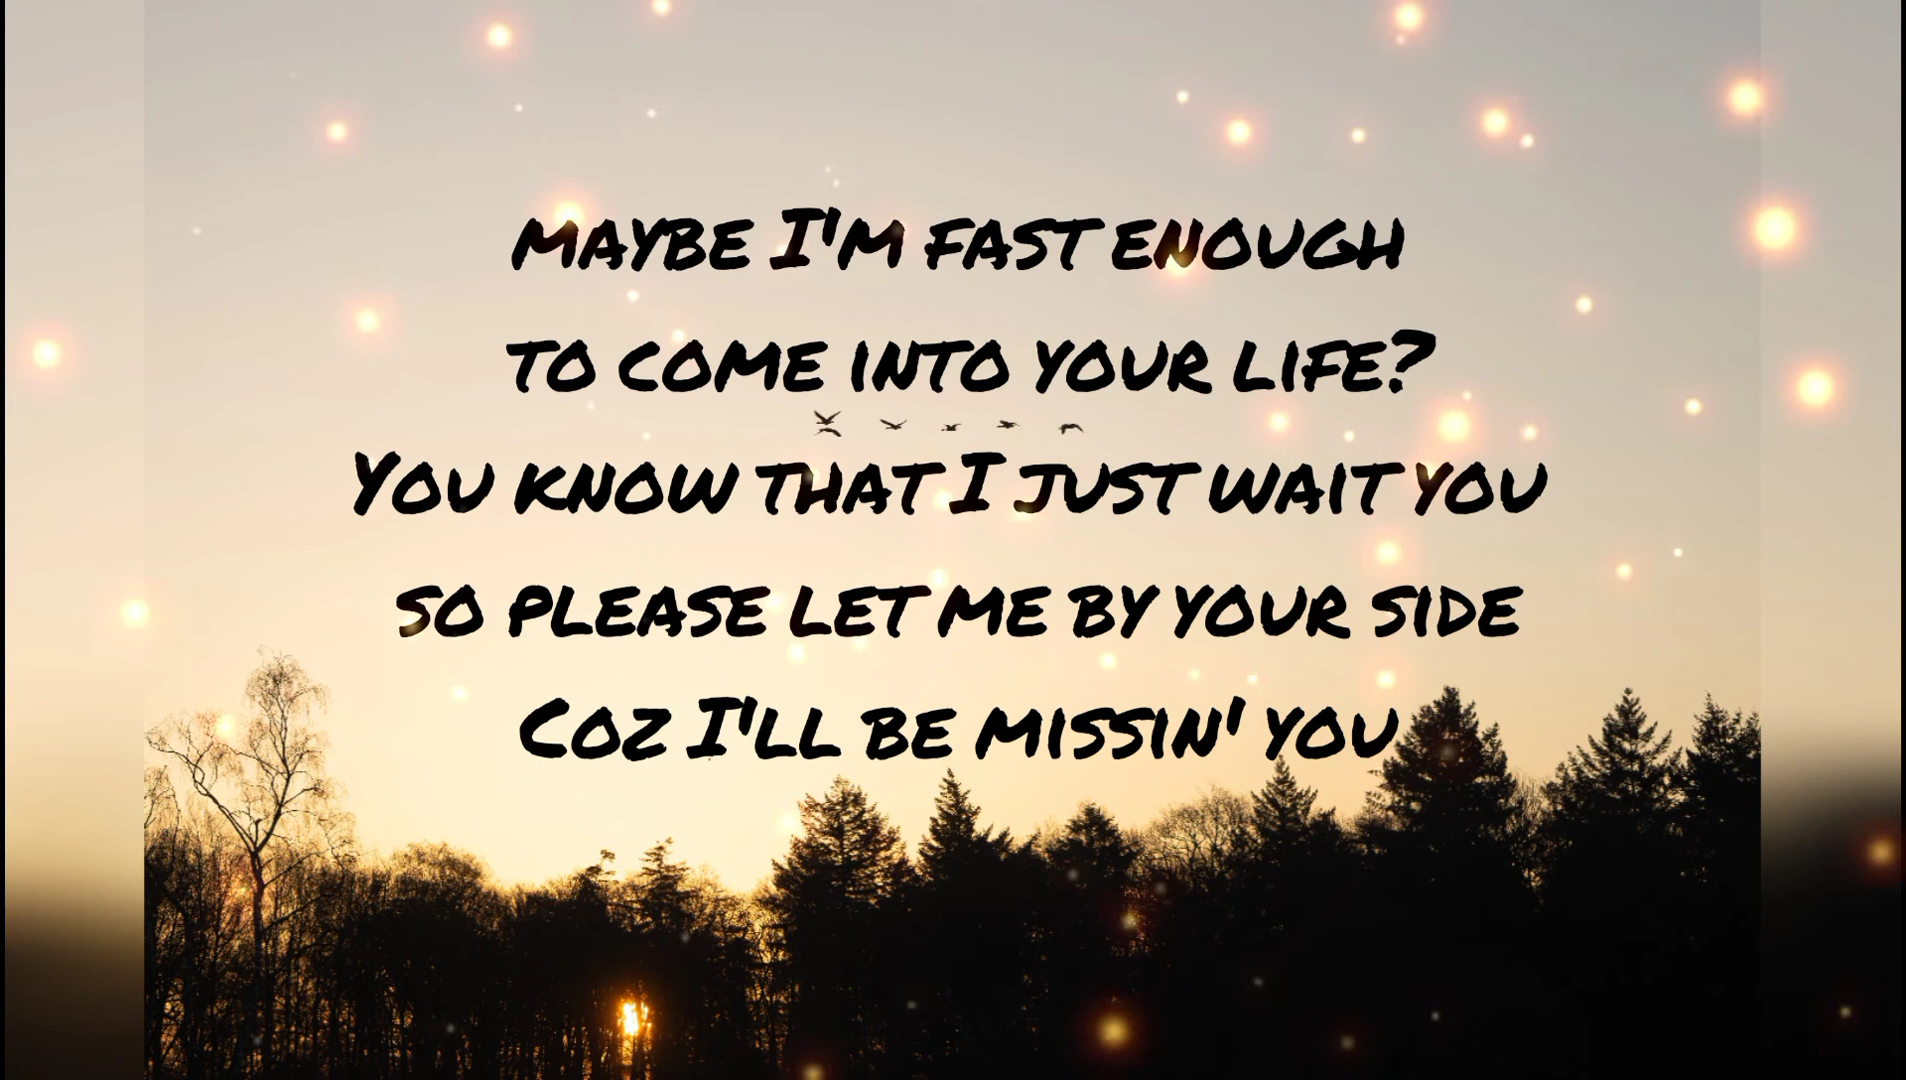 maybe I'm fast enough
to come into your life?
You know that I just wait you
so please let me by your side
Coz I'll be missin' you